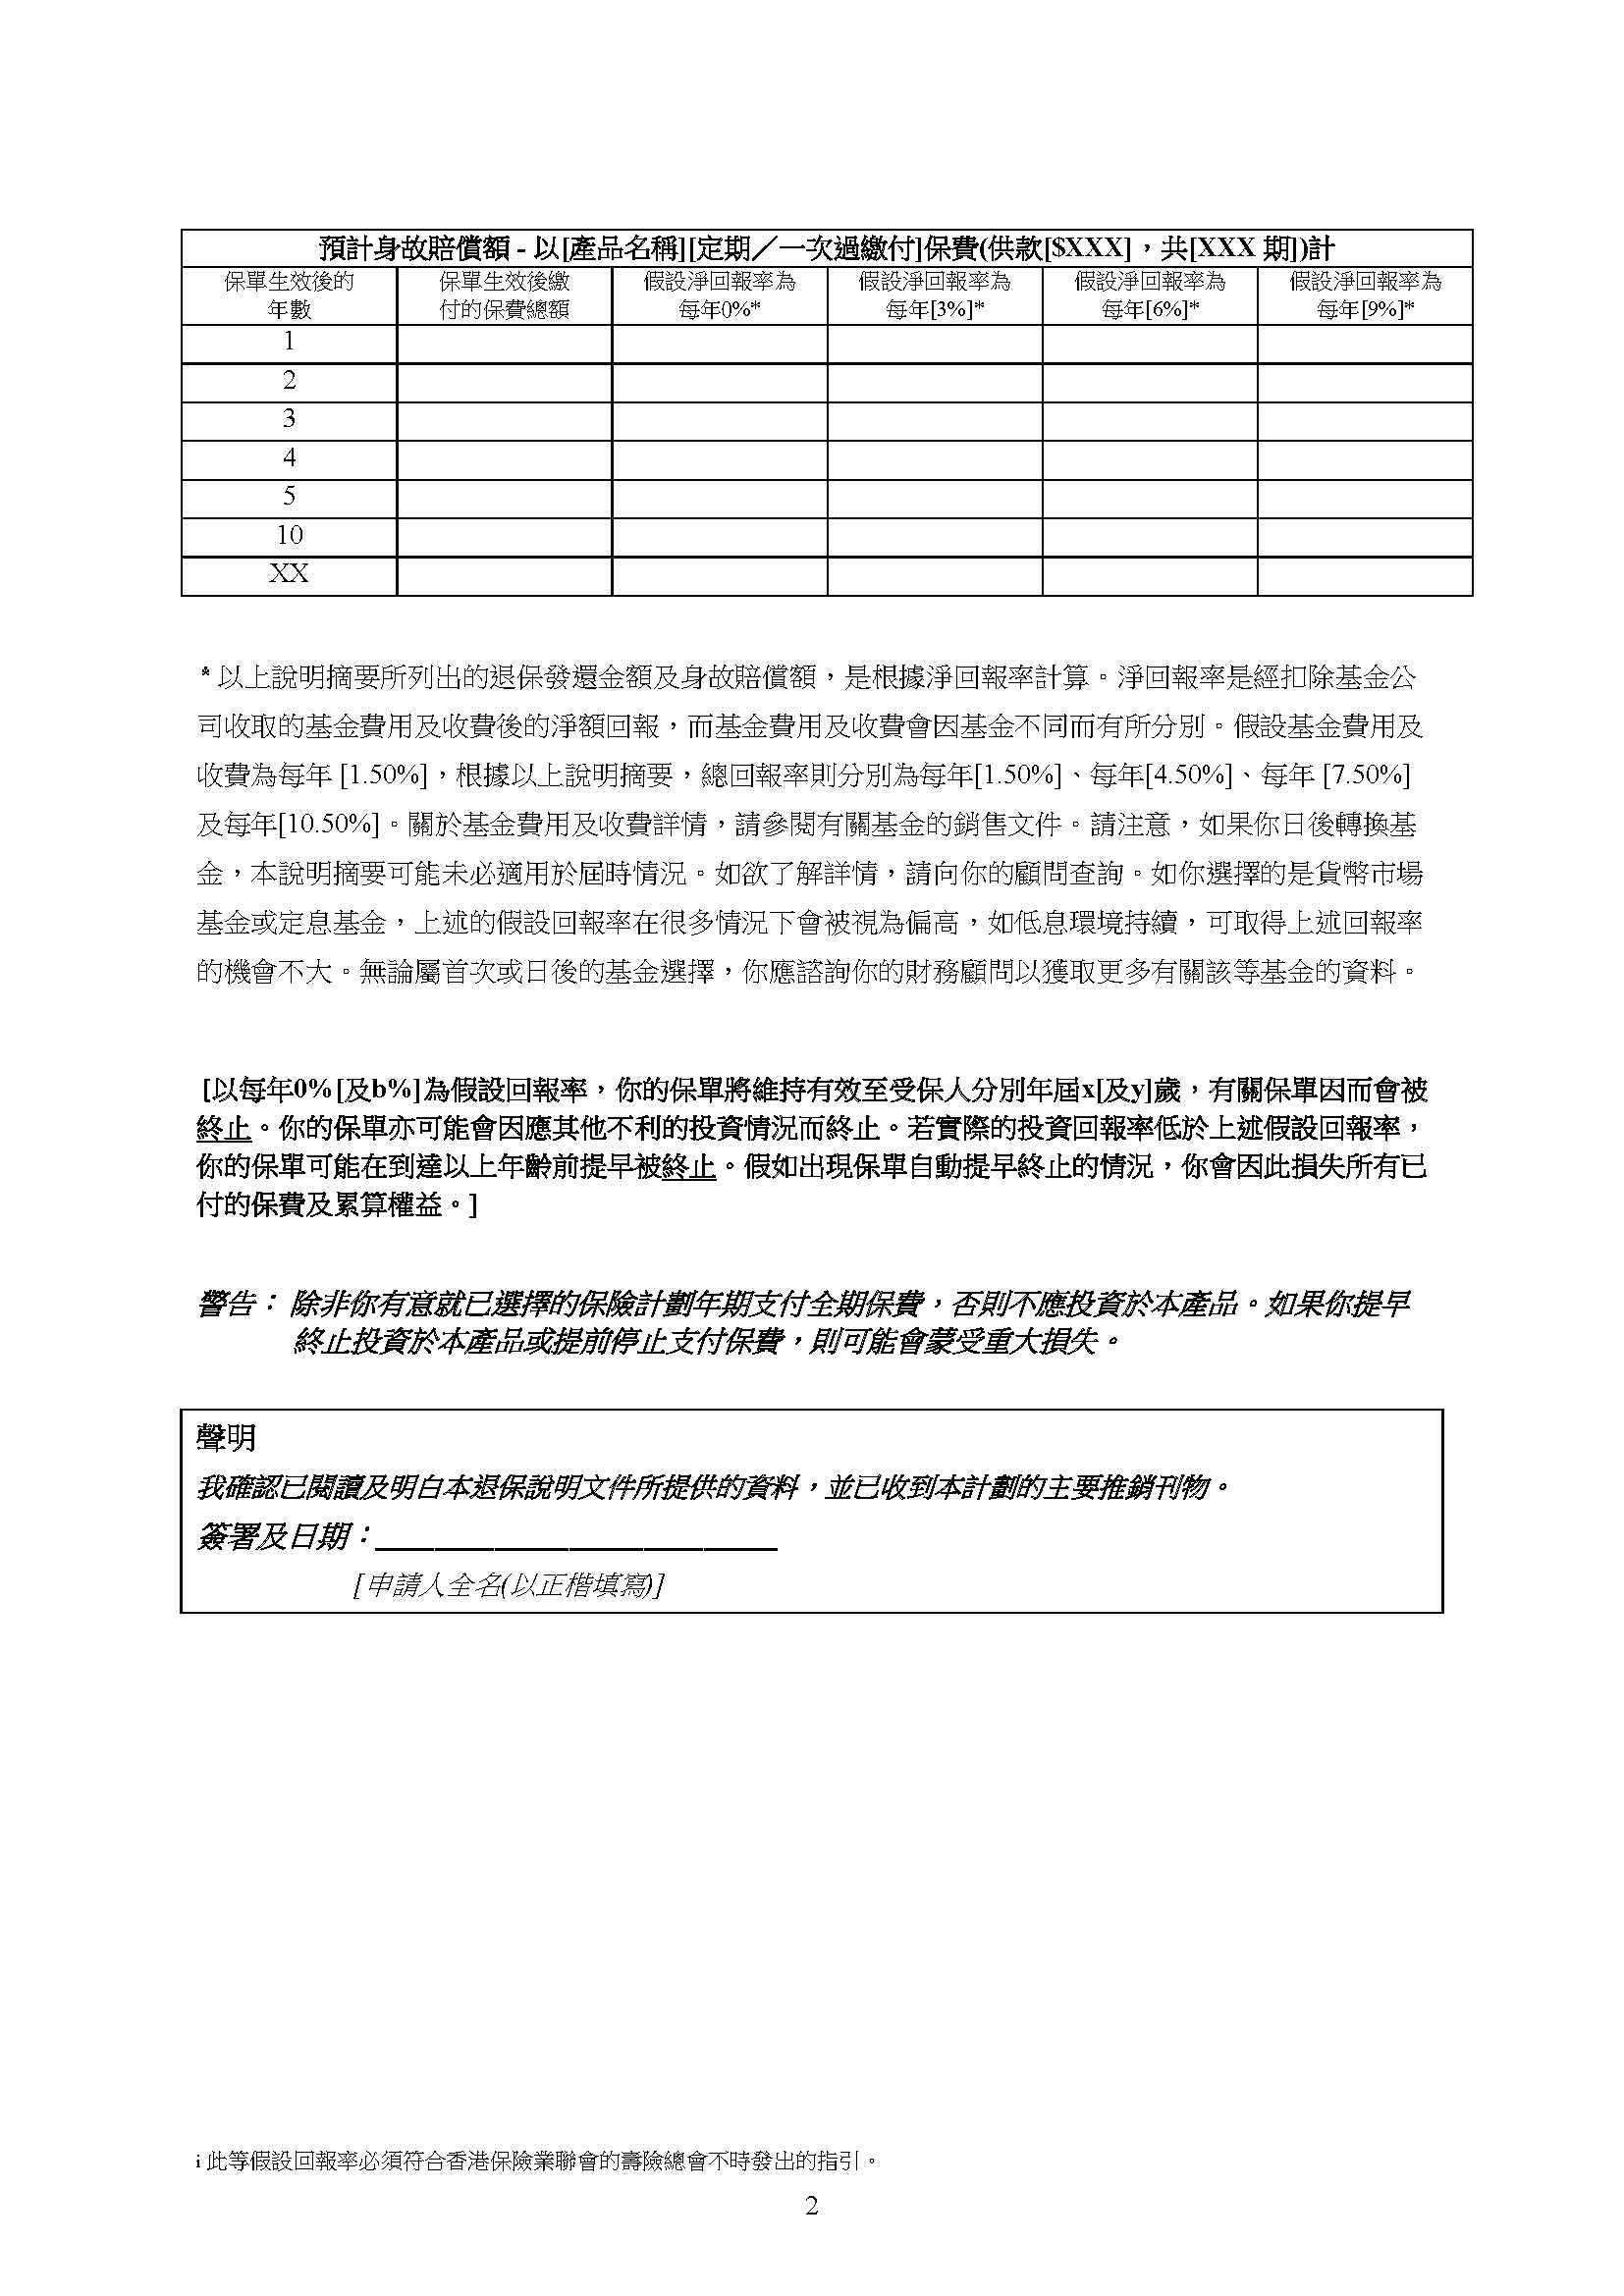 預計身故賠償額 - 以[產品名稱][定期／一次過繳付]保費(供款[$XXX]，共[XXX 期])計
保單生效後的年數 保單生效後繳付的保費總額 假設淨回報率為每年0%* 假設淨回報率為每年[3%]* 假設淨回報率為每年[6%]* 假設淨回報率為每年[9%]*
1
2
3
4
5
10
XX
* 以上說明摘要所列出的退保發還金額及身故賠償額，是根據淨回報率計算。淨回報率是經扣除基金公
司收取的基金費用及收費後的淨額回報，而基金費用及收費會因基金不同而有所分別。假設基金費用及
收費為每年 [1.50%]，根據以上說明摘要，總回報率則分別為每年[1.50%]、每年[4.50%]、每年 [7.50%]
及每年[10.50%]。關於基金費用及收費詳情，請參閱有關基金的銷售文件。請注意，如果你日後轉換基
金，本說明摘要可能未必適用於屆時情況。如欲了解詳情，請向你的顧問查詢。如你選擇的是貨幣市場
基金或定息基金，上述的假設回報率在很多情況下會被視為偏高，如低息環境持續，可取得上述回報率
的機會不大。無論屬首次或日後的基金選擇，你應諮詢你的財務顧問以獲取更多有關該等基金的資料。
[以每年0%[及b%]為假設回報率，你的保單將維持有效至受保人分別年屆x[及y]歲，有關保單因而會被
終止。你的保單亦可能會因應其他不利的投資情況而終止。若實際的投資回報率低於上述假設回報率，
你的保單可能在到達以上年齡前提早被終止。假如出現保單自動提早終止的情況，你會因此損失所有已
付的保費及累算權益。]
警告： 除非你有意就已選擇的保險計劃年期支付全期保費，否則不應投資於本產品。如果你提早
終止投資於本產品或提前停止支付保費，則可能會蒙受重大損失。
聲明
我確認已閱讀及明白本退保說明文件所提供的資料，並已收到本計劃的主要推銷刊物。
簽署及日期：___________________________
[申請人全名(以正楷填寫)]
i 此等假設回報率必須符合香港保險業聯會的壽險總會不時發出的指引。
2